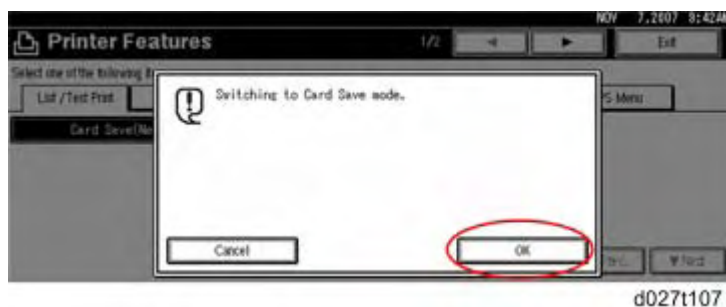 NOV 7.2007 8:42AM
Printer Features 1/2 ◄ ► Exit
Select one of the following
List /Test Print PS Menu
Card Save(Ne
Switching to Card Save mode.
Cancel OK
▼Next
d027t107